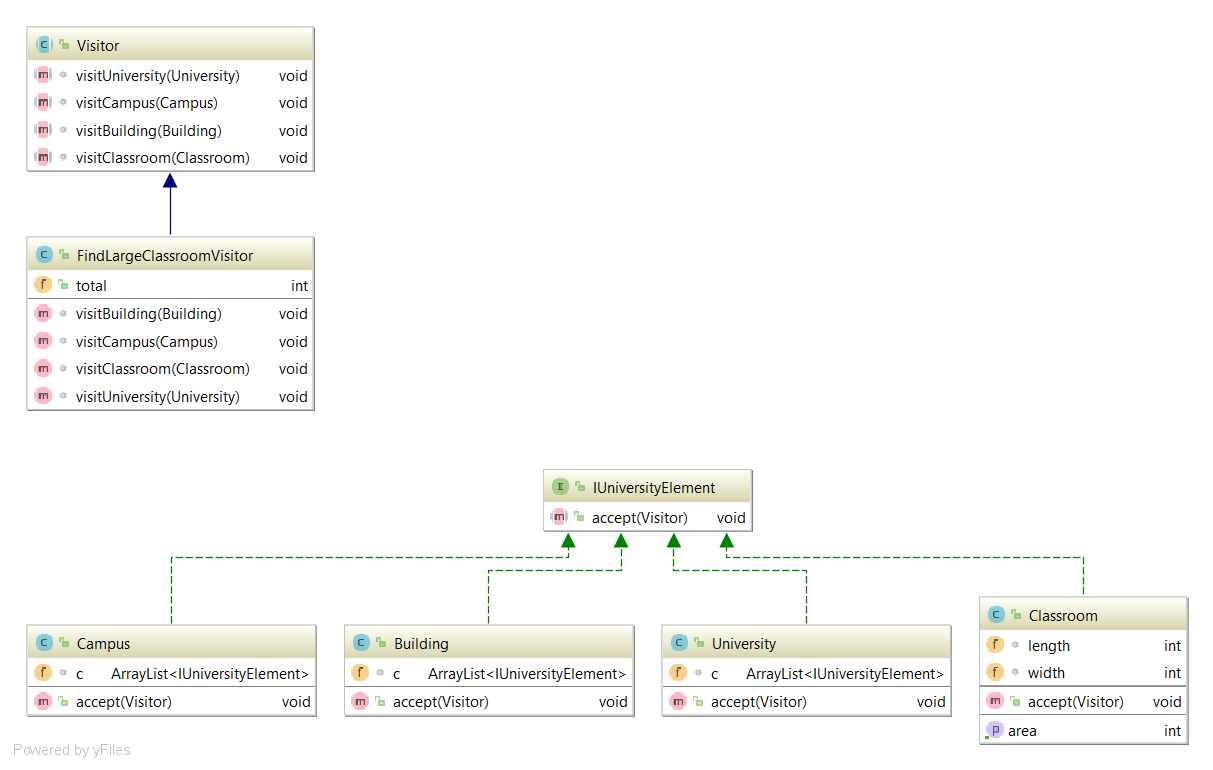 Visitor
visitUniversity(University) void
visitCampus(Campus) void
visitBuilding(Building) void
visitClassroom(Classroom) void
FindLargeClassroomVisitor
total int
visitBuilding(Building) void
visitCampus(Campus) void
visitClassroom(Classroom) void
visitUniversity(University) void
IUniversityElement
accept(Visitor) void
Campus
c ArrayList<IUniversityElement>
accept(Visitor) void
Building
c ArrayList<IUniversityElement>
accept(Visitor) void
University
c ArrayList<IUniversityElement>
accept(Visitor) void
Classroom
length int
width int
accept(Visitor) void
area int
Powered by yFiles